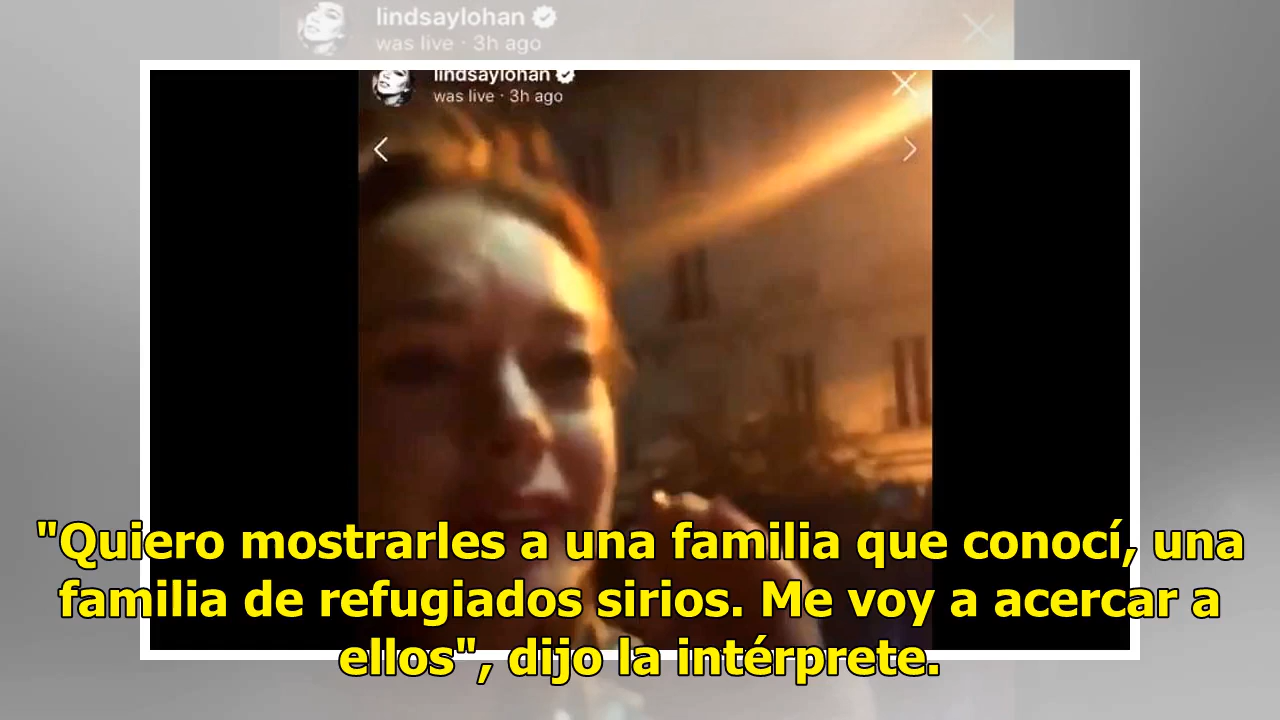 lindsaylohan
was live · 3h ago
lindsaylohan
was live · 3h ago
"Quiero mostrarles a una familia que conocí, una
familia de refugiados sirios. Me voy a acercar a
ellos", dijo la intérprete.